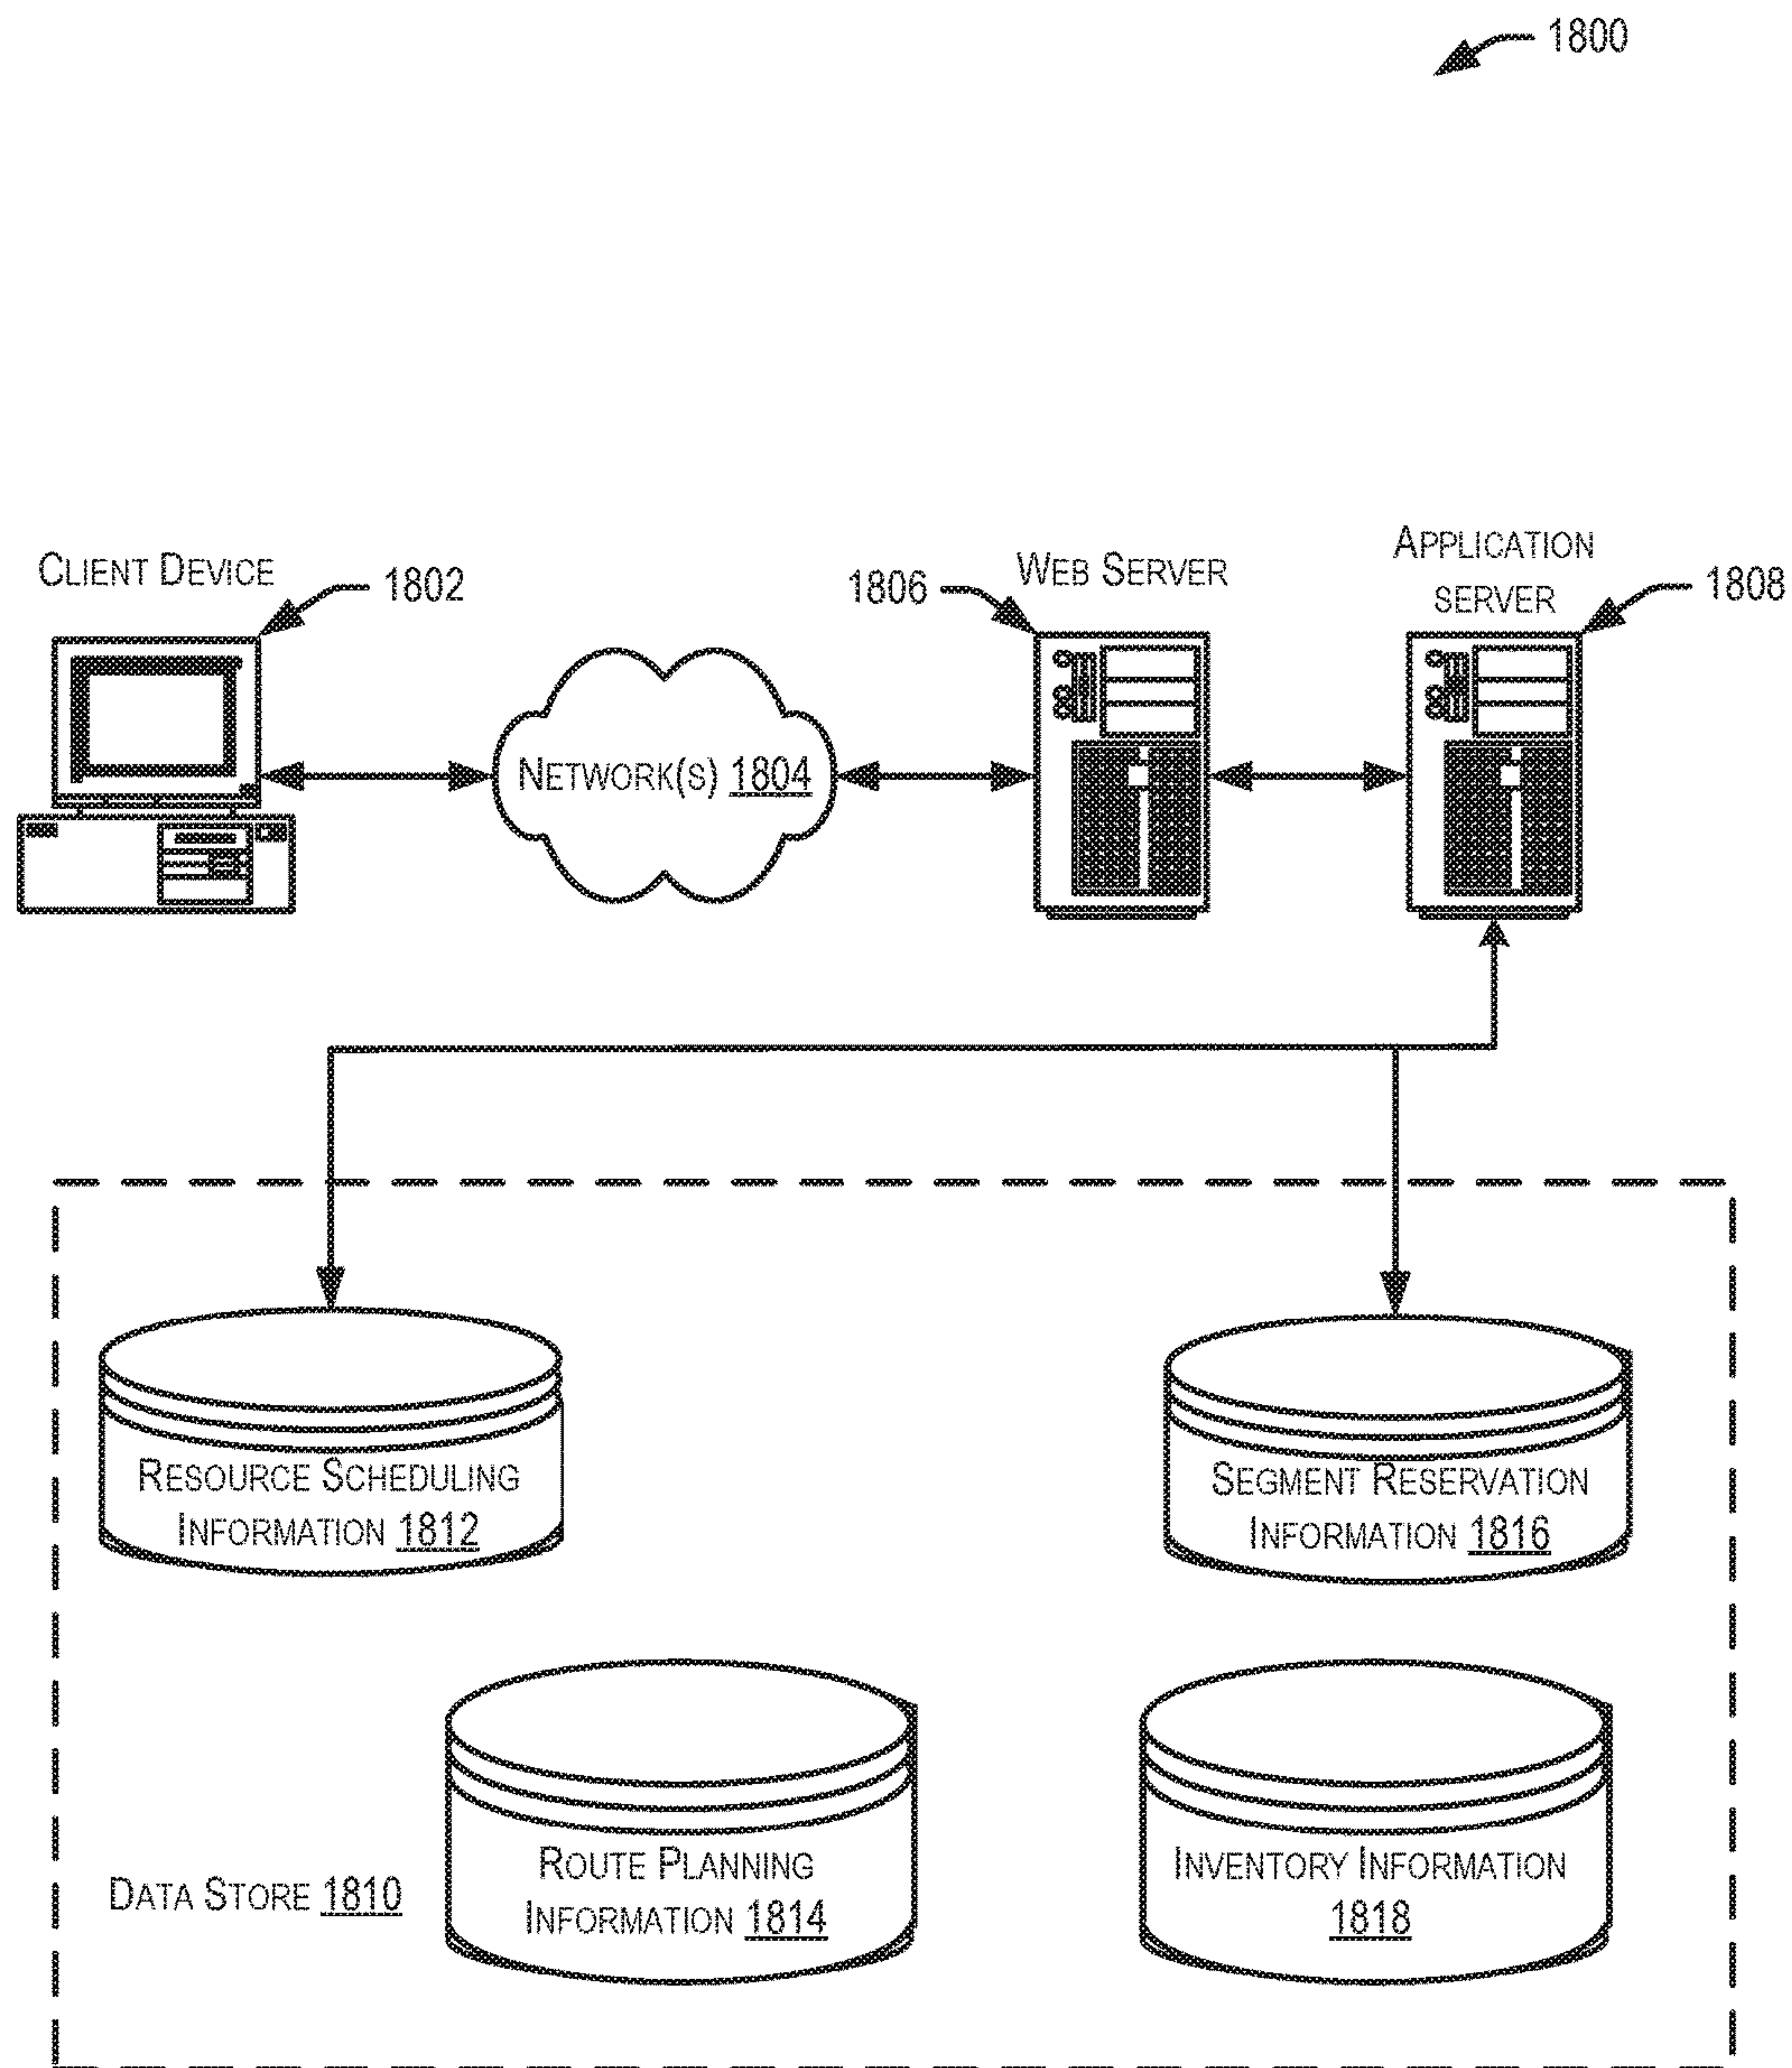 1800
CLIENT DEVICE
1802
NETWORK(S) 1804
1806
WEB SERVER
APPLICATION
SERVER
1808
RESOURCE SCHEDULING
INFORMATION 1812
SEGMENT RESERVATION
INFORMATION 1816
DATA STORE 1810
ROUTE PLANNING
INFORMATION 1814
INVENTORY INFORMATION
1818